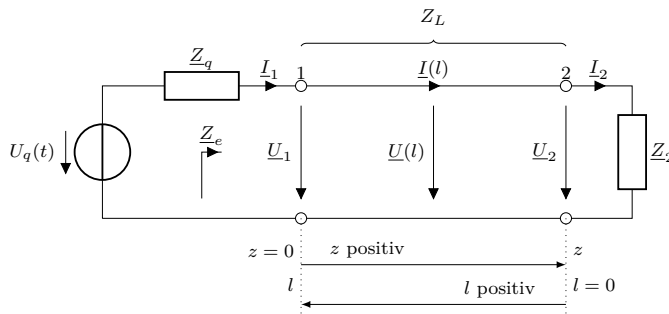 Z_L
Z_q
I_1
1
I(l)
2
I_2
U_q(t)
Z_e
U_1
U(l)
U_2
Z_2
z = 0
z positiv
z
l
l positiv
l = 0